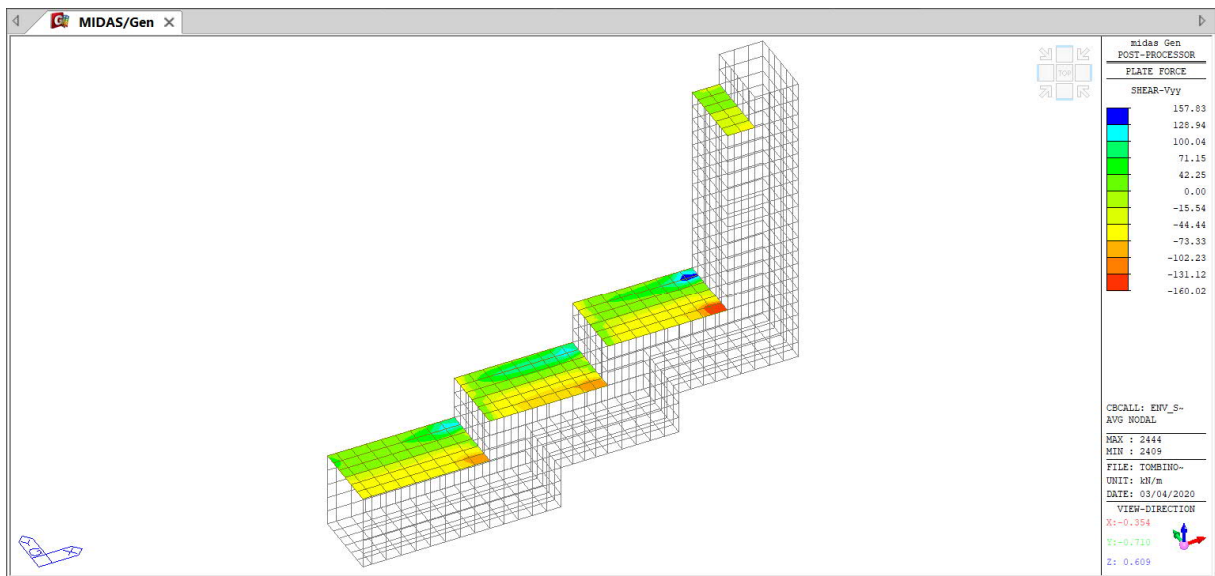 MIDAS/Gen
TOP
midas Gen
POST-PROCESSOR
PLATE FORCE
SHEAR-Vyy
157.83
128.94
100.04
71.15
42.25
0.00
-15.54
-44.44
-73.33
-102.23
-131.12
-160.02
CBCALL: ENV_S~
AVG NODAL
MAX : 2444
MIN : 2409
FILE: TOMBINO~
UNIT: kN/m
DATE: 03/04/2020
VIEW-DIRECTION
X:-0.354
Y:-0.710
Z: 0.609